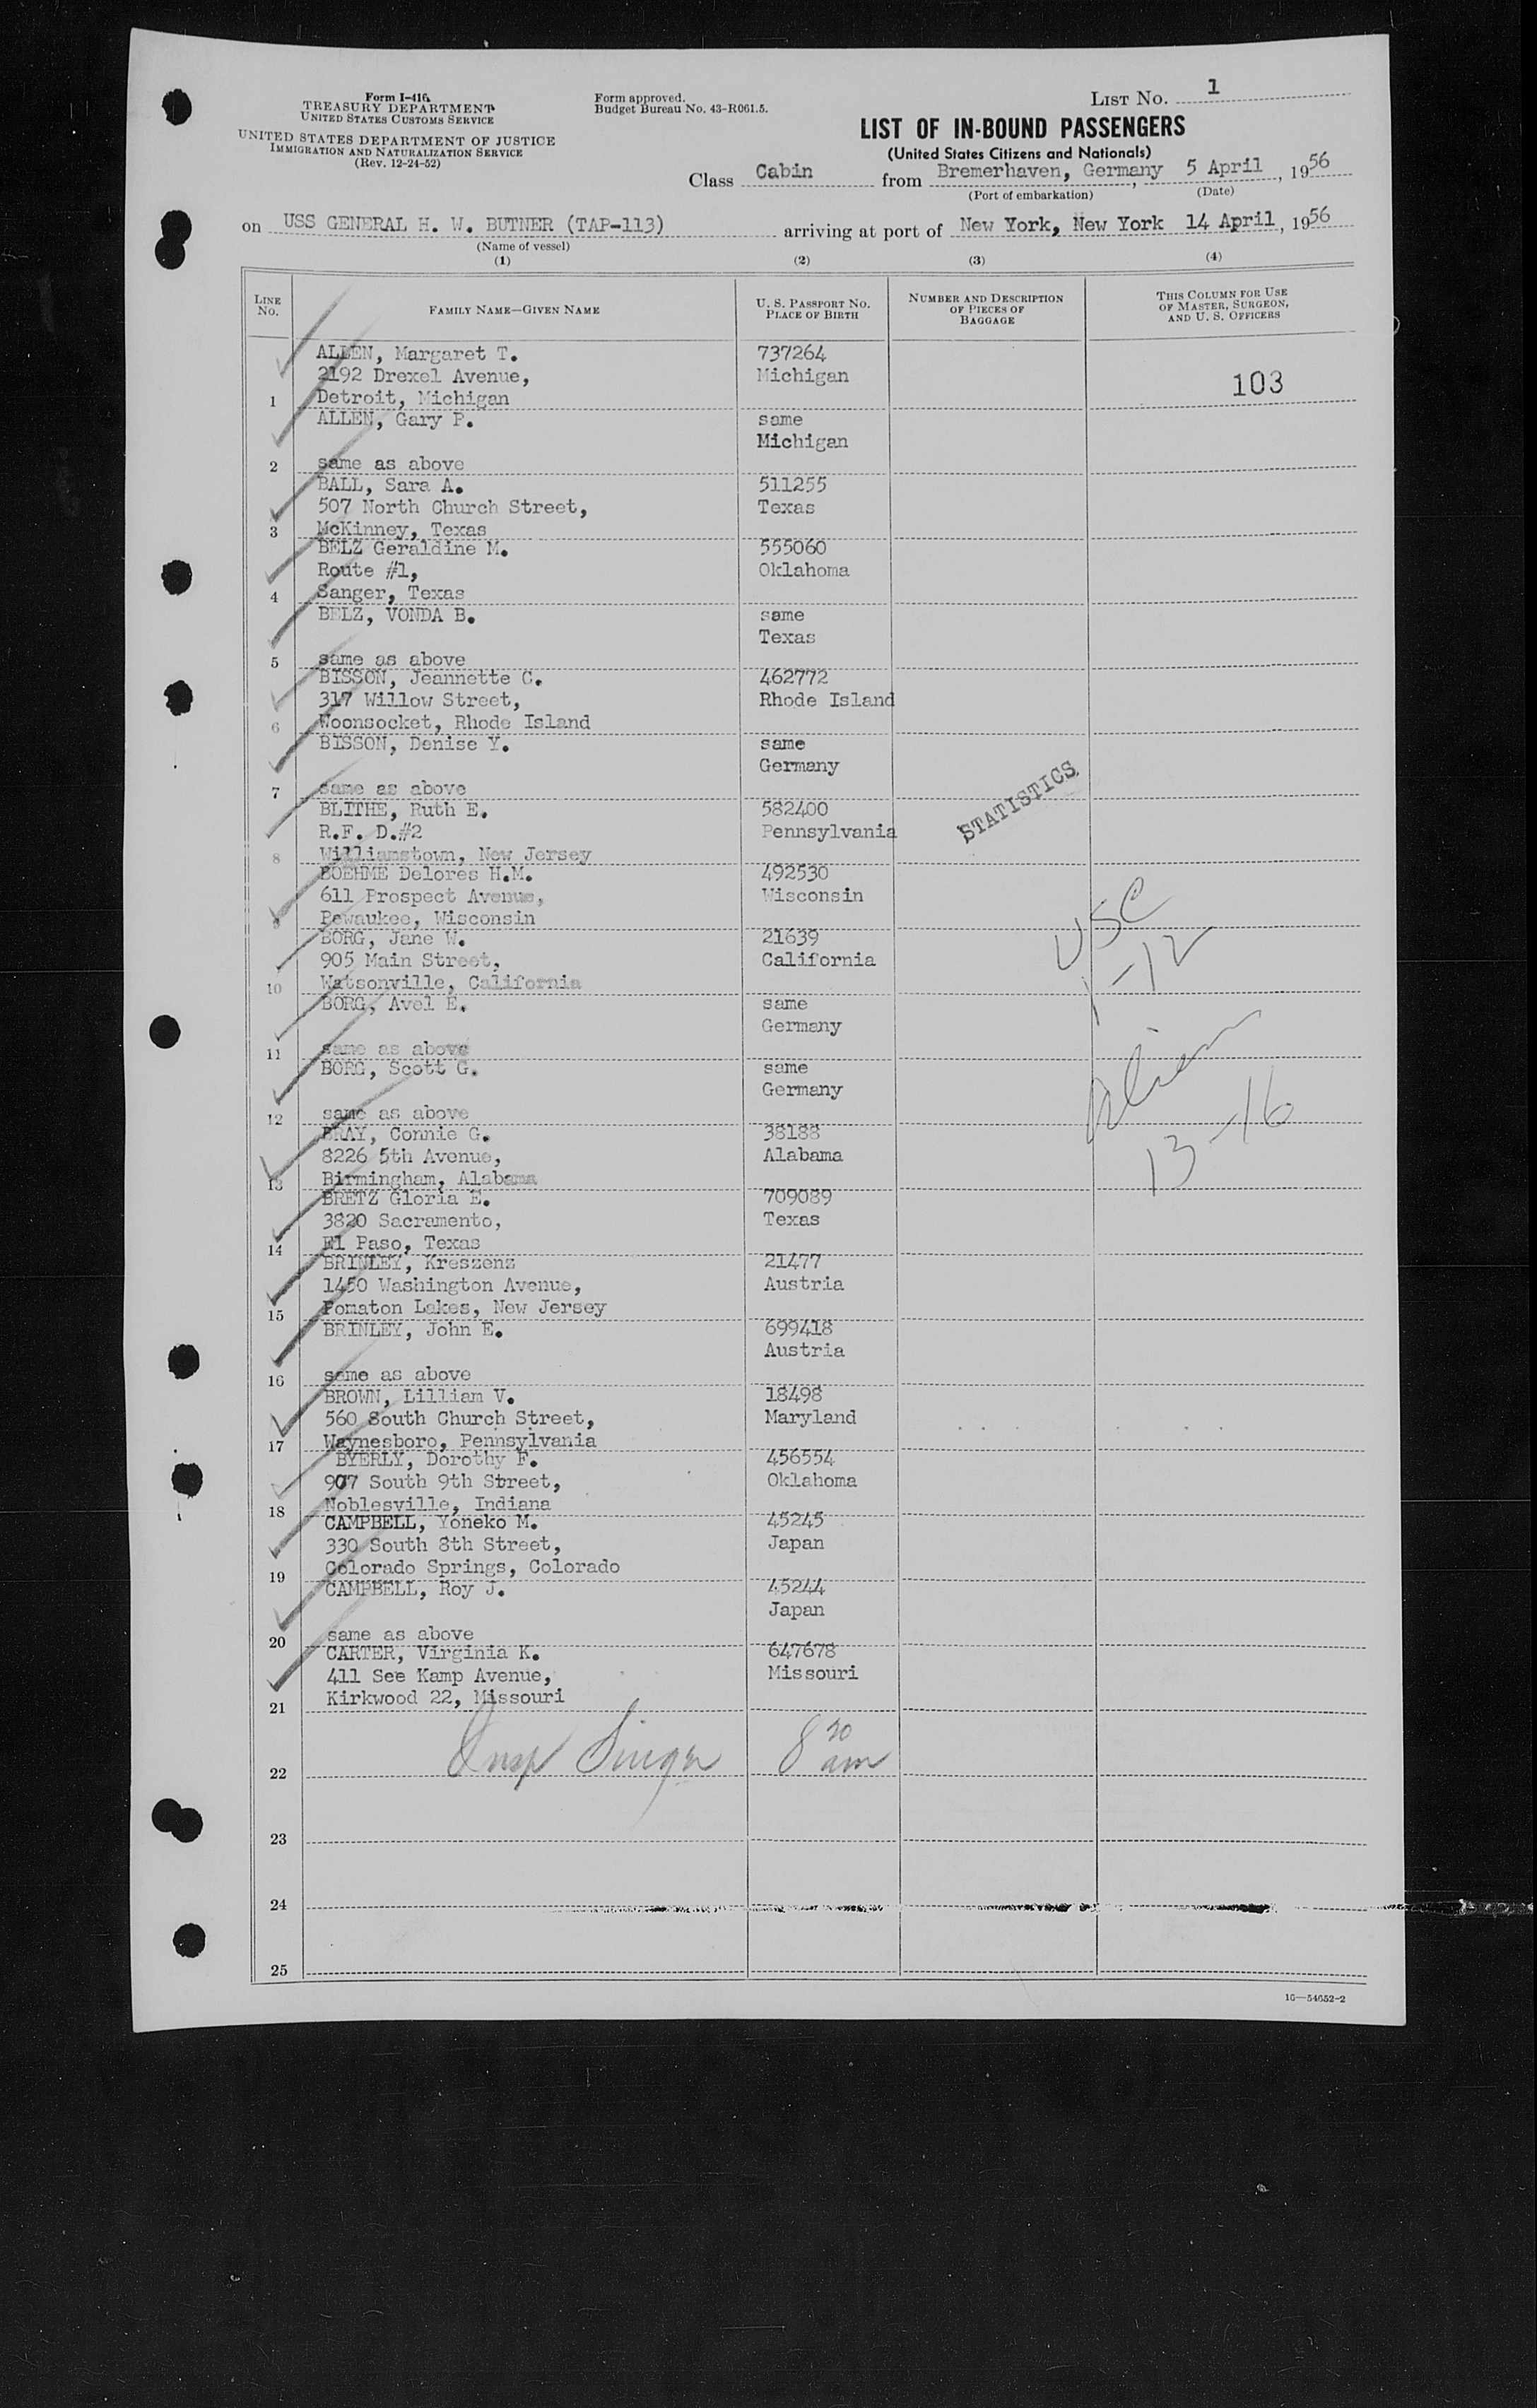 Form I-416
TREASURY DEPARTMENT
UNITED STATES CUSTOMS SERVICE
UNITED STATES DEPARTMENT OF JUSTICE
IMMIGRATION AND NATURALIZATION SERVICE
(Rev. 12-24-52)
Form approved.
Budget Bureau No. 43-R061.5.
LIST NO. 1
LIST OF IN-BOUND PASSENGERS
(United States Citizens and Nationals)
Class Cabin from Bremerhaven, Germany, 5 April, 1956
(Port of embarkation) (Date)
on USS GENERAL H. W. BUTNER (TAP-113) arriving at port of New York, New York 14 April, 1956
(Name of vessel)
(1) (2) (3) (4)
LINE NO.
FAMILY NAME—GIVEN NAME
U. S. PASSPORT NO.
PLACE OF BIRTH
NUMBER AND DESCRIPTION
OF PIECES OF
BAGGAGE
THIS COLUMN FOR USE
OF MASTER, SURGEON,
AND U. S. OFFICERS
ALLEN, Margaret T. 737264
2192 Drexel Avenue, Michigan
1 Detroit, Michigan 103
ALLEN, Gary P. same
Michigan
2 same as above
BALL, Sara A. 511255
507 North Church Street, Texas
3 McKinney, Texas
BELZ Geraldine M. 555060
Route #1, Oklahoma
4 Sanger, Texas
BELZ, VONDA B. same
Texas
5 same as above
BISSON, Jeannette C. 462772
317 Willow Street, Rhode Island
6 Woonsocket, Rhode Island
BISSON, Denise Y. same
Germany
7 same as above
STATISTICS
BLITHE, Ruth E. 582400
R.F. D.#2 Pennsylvania
8 Williamstown, New Jersey
BOEHME Delores H.M. 492530
611 Prospect Avenue, Wisconsin
9 Pewaukee, Wisconsin
USC
1-12
BORG, Jane W. 21639
905 Main Street, California
10 Watsonville, California
BORG, Avel E. same
Germany
11 same as above
Alien
13-16
BORG, Scott G. same
Germany
12 same as above
BRAY, Connie G. 38188
8226 5th Avenue, Alabama
13 Birmingham, Alabama
BRETZ Gloria E. 709089
3820 Sacramento, Texas
14 El Paso, Texas
BRINLEY, Kreszenz 21477
1450 Washington Avenue, Austria
15 Pomaton Lakes, New Jersey
BRINLEY, John E. 699418
Austria
16 same as above
BROWN, Lilliam V. 18498
560 South Church Street, Maryland
17 Waynesboro, Pennsylvania
BYERLY, Dorothy F. 456554
907 South 9th Street, Oklahoma
18 Noblesville, Indiana
CAMPBELL, Yoneko M. 45245
330 South 8th Street, Japan
19 Colorado Springs, Colorado
CAMPBELL, Roy J. 45244
Japan
20 same as above
CARTER, Virginia K. 647678
411 See Kamp Avenue, Missouri
21 Kirkwood 22, Missouri
22 Insp Singer 8 30 am
23
24
25
16—54652-2